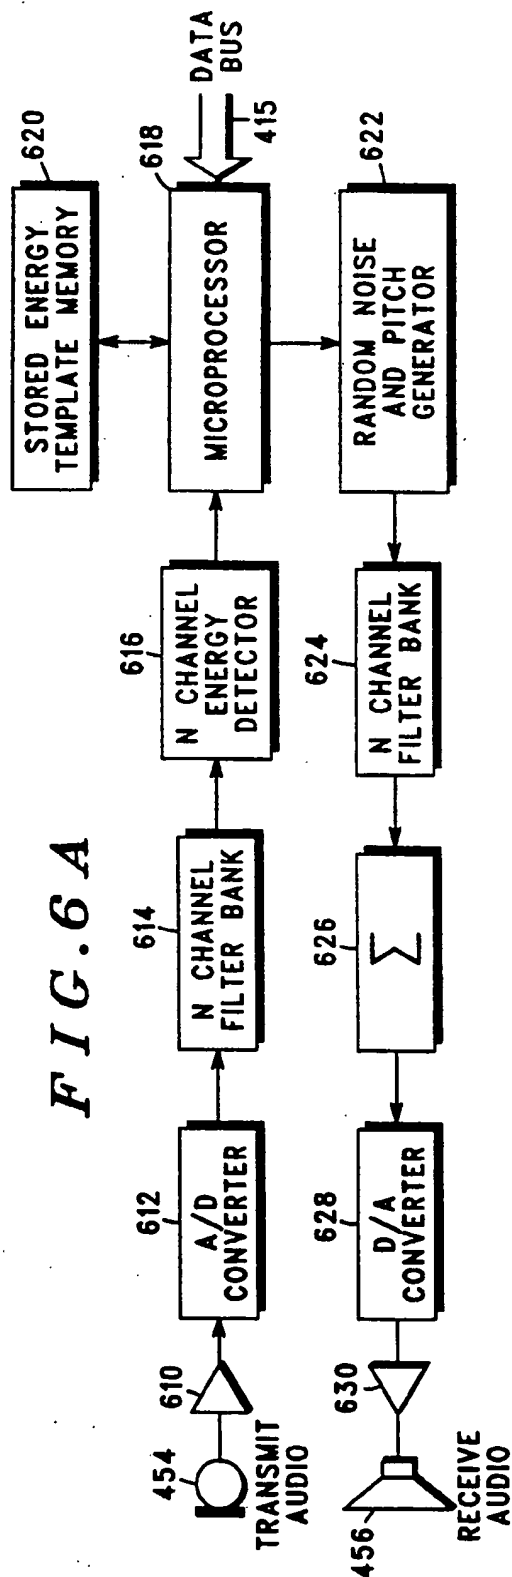 FIG. 6A
454
TRANSMIT
AUDIO
610
612
A/D
CONVERTER
614
N CHANNEL
FILTER BANK
616
N CHANNEL
ENERGY
DETECTOR
618
MICROPROCESSOR
620
STORED ENERGY
TEMPLATE MEMORY
DATA
BUS
415
622
RANDOM NOISE
AND PITCH
GENERATOR
624
N CHANNEL
FILTER BANK
626
Σ
628
D/A
CONVERTER
630
456
RECEIVE
AUDIO